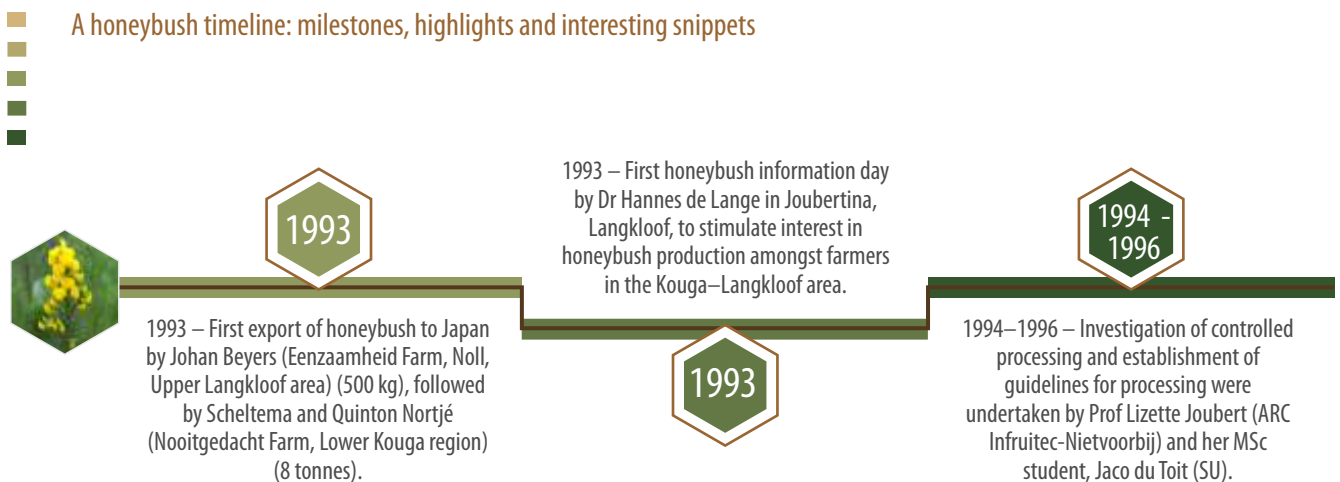 A honeybush timeline: milestones, highlights and interesting snippets
1993
1993 – First export of honeybush to Japan
by Johan Beyers (Eenzaamheid Farm, Noll,
Upper Langkloof area) (500 kg), followed
by Scheltema and Quinton Nortjé
(Nooitgedacht Farm, Lower Kouga region)
(8 tonnes).
1993 – First honeybush information day
by Dr Hannes de Lange in Joubertina,
Langkloof, to stimulate interest in
honeybush production amongst farmers
in the Kouga–Langkloof area.
1993
1994 -
1996
1994–1996 – Investigation of controlled
processing and establishment of
guidelines for processing were
undertaken by Prof Lizette Joubert (ARC
Infruitec-Nietvoorbij) and her MSc
student, Jaco du Toit (SU).